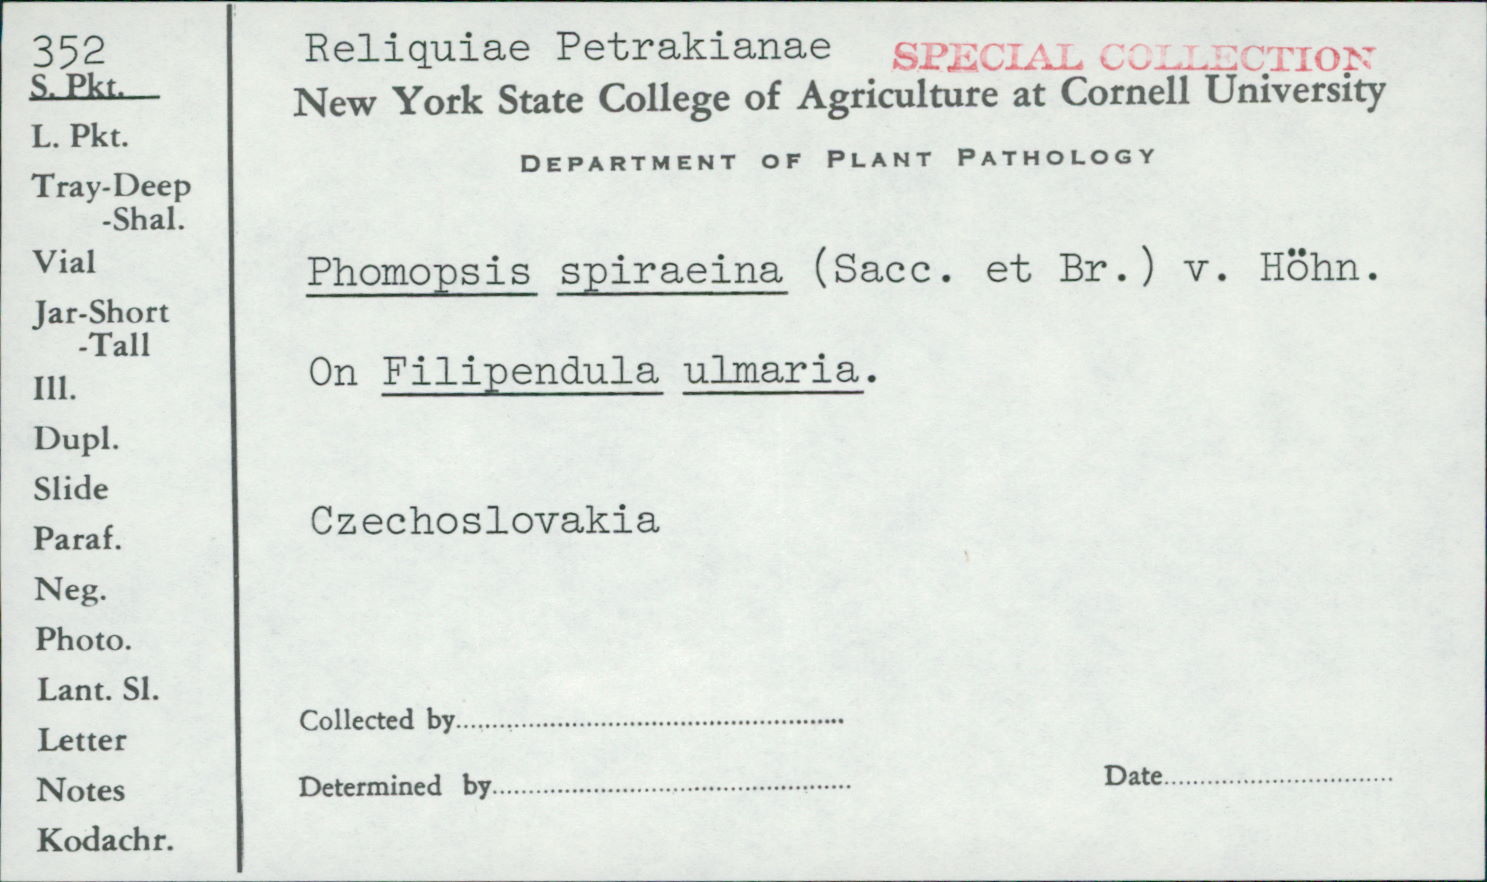 352
S. Pkt.
L. Pkt.
Tray-Deep
-Shal.
Vial
Jar-Short
-Tall
Ill.
Dupl.
Slide
Paraf.
Neg.
Photo.
Lant. Sl.
Letter
Notes
Kodachr.
Reliquiae Petrakianae
SPECIAL COLLECTION
New York State College of Agriculture at Cornell University
DEPARTMENT OF PLANT PATHOLOGY
Phomopsis spiraeina (Sacc. et Br.) v. Höhn.
On Filipendula ulmaria.
Czechoslovakia
Collected by
Determined by
Date